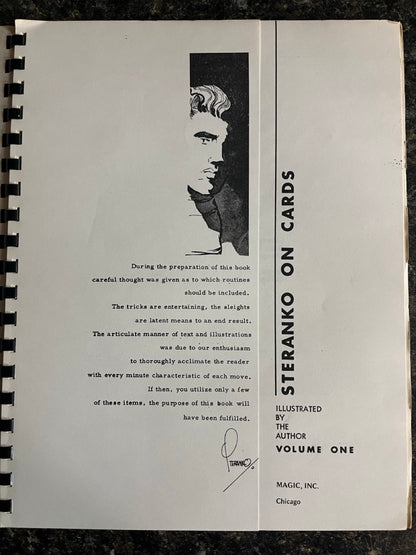 During the preparation of this book
careful thought was given as to which routines
should be included.
The tricks are entertaining, the sleights
are latent means to an end result.
The articulate manner of text and illustrations
was due to our enthusiasm
to thoroughly acclimate the reader
with every minute characteristic of each move.
If then, you utilize only a few
of these items, the purpose of this book will
have been fulfilled.
STERANKO
STERANKO ON CARDS
ILLUSTRATED
BY
THE
AUTHOR
VOLUME ONE
MAGIC, INC.
Chicago